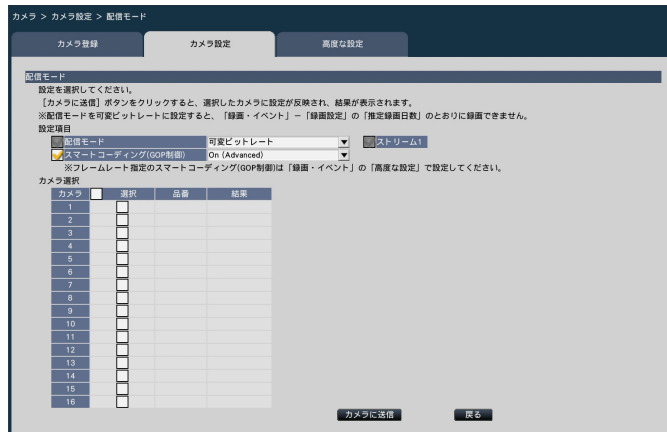 カメラ > カメラ設定 > 配信モード
カメラ登録 カメラ設定 高度な設定
配信モード
設定を選択してください。
[カメラに送信] ボタンをクリックすると、選択したカメラに設定が反映され、結果が表示されます。
※配信モードを可変ビットレートに設定すると、「録画・イベント」－「録画設定」の「推定録画日数」のとおりに録画できません。
設定項目
配信モード 可変ビットレート ストリーム1
スマートコーディング(GOP制御) On (Advanced)
※フレームレート指定のスマートコーディング(GOP制御)は「録画・イベント」の「高度な設定」で設定してください。
カメラ選択
カメラ 選択 品番 結果
1
2
3
4
5
6
7
8
9
10
11
12
13
14
15
16
カメラに送信 戻る